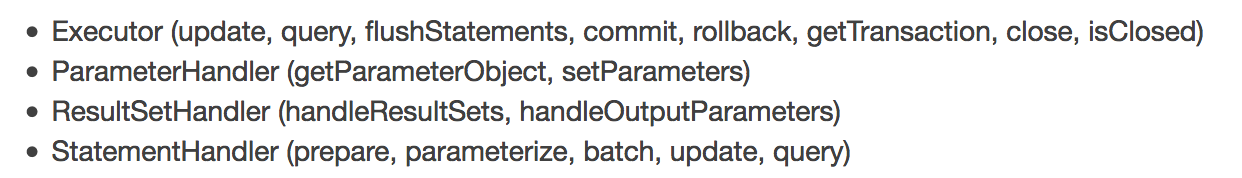 • Executor (update, query, flushStatements, commit, rollback, getTransaction, close, isClosed)
• ParameterHandler (getParameterObject, setParameters)
• ResultSetHandler (handleResultSets, handleOutputParameters)
• StatementHandler (prepare, parameterize, batch, update, query)